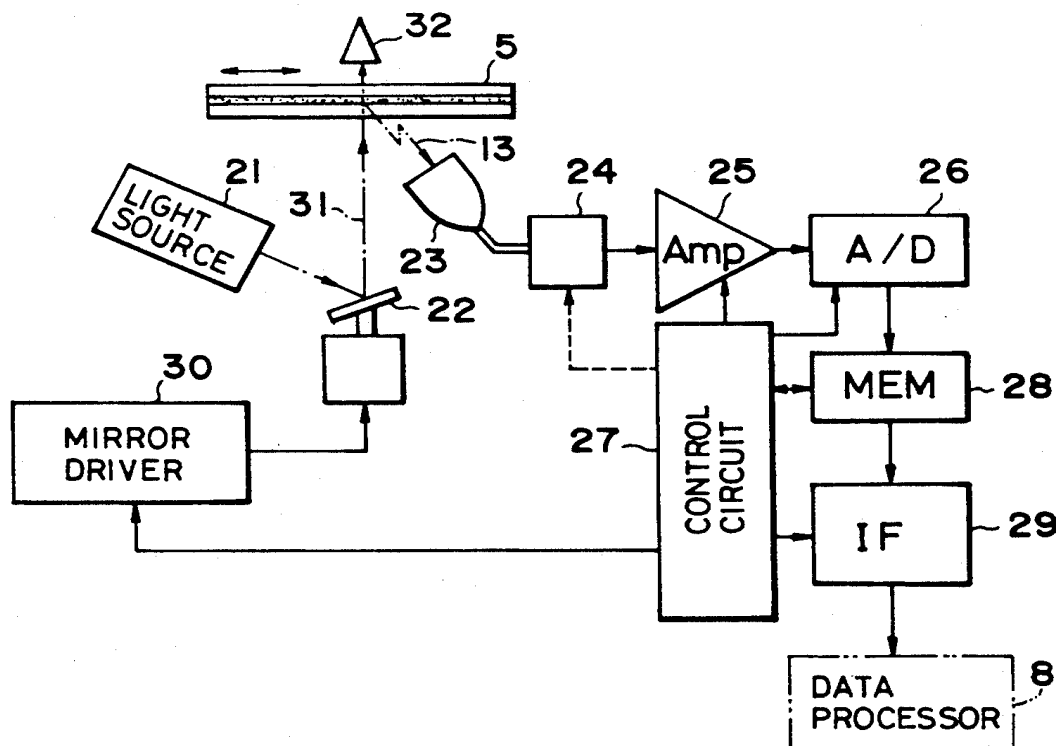 32
5
13
21
LIGHT
SOURCE
31
23
24
25
Amp
26
A/D
22
30
MIRROR
DRIVER
27
CONTROL
CIRCUIT
MEM
28
IF
29
DATA
PROCESSOR
8